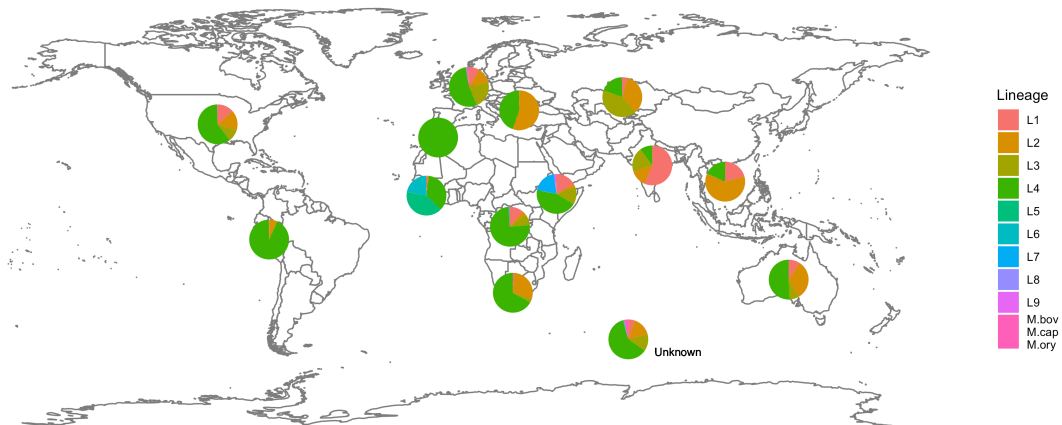 Lineage
L1
L2
L3
L4
L5
L6
L7
L8
L9
M.bov
M.cap
M.ory
Unknown